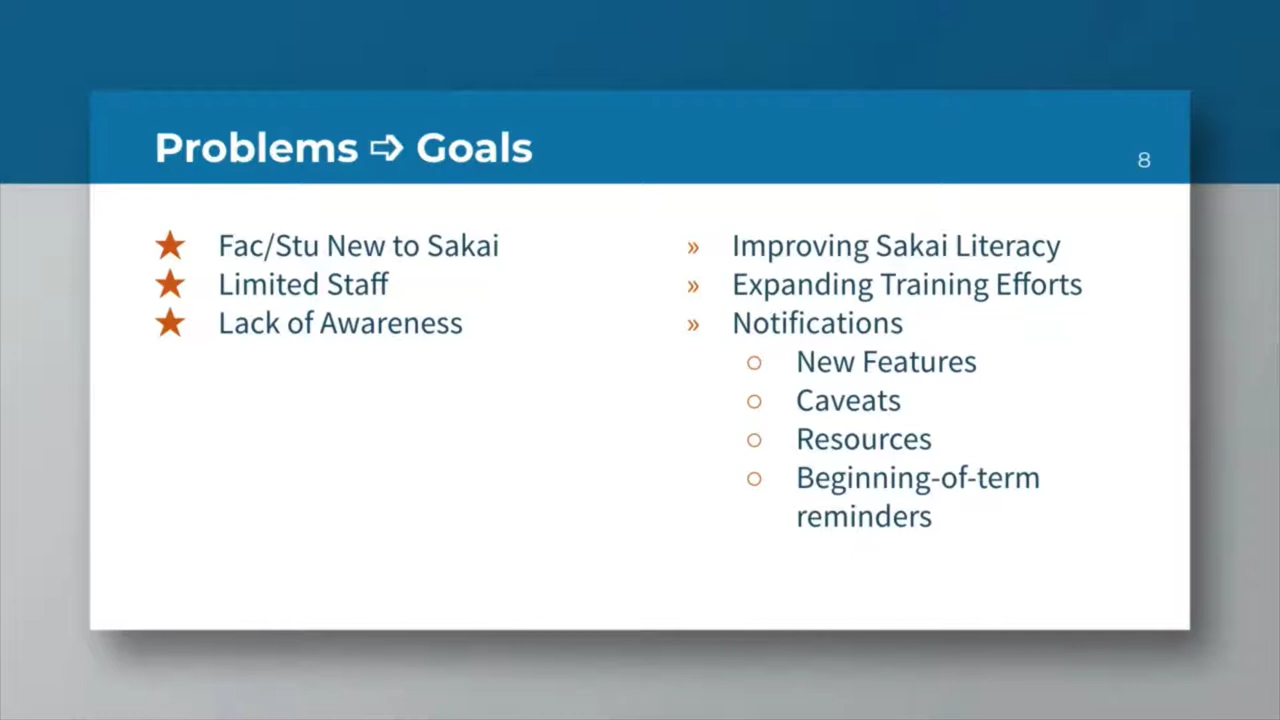 Problems ➩ Goals
8
★ Fac/Stu New to Sakai
★ Limited Staff
★ Lack of Awareness
» Improving Sakai Literacy
» Expanding Training Efforts
» Notifications
○ New Features
○ Caveats
○ Resources
○ Beginning-of-term
reminders